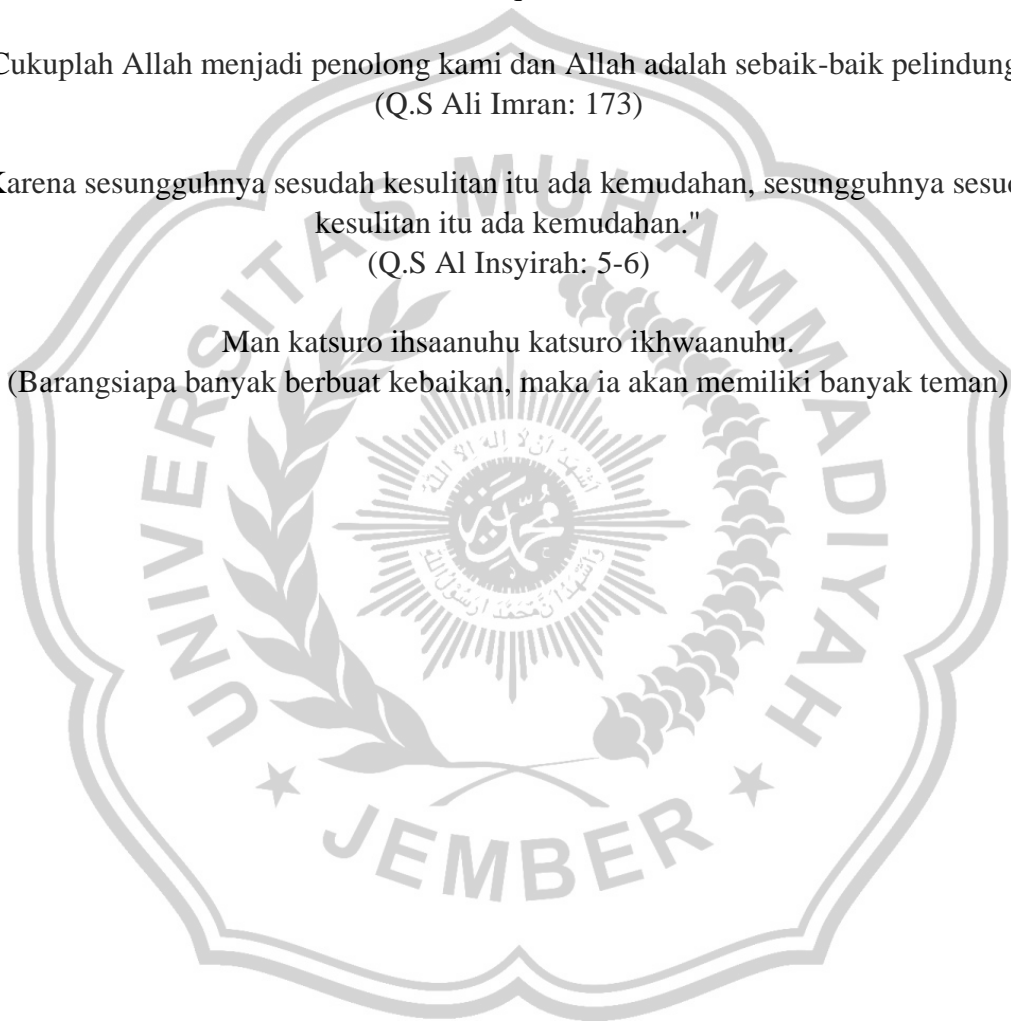 Cukuplah Allah menjadi penolong kami dan Allah adalah sebaik-baik pelindung
(Q.S Ali Imran: 173)
Karena sesungguhnya sesudah kesulitan itu ada kemudahan, sesungguhnya
kesulitan itu ada kemudahan."
(Q.S Al Insyirah: 5-6)
Man katsuro ihsaanuhu katsuro ikhwaanuhu.
(Barangsiapa banyak berbuat kebaikan, maka ia akan memiliki banyak teman)
UNIVERSITAS MUHAMMADIYAH
JEMBER